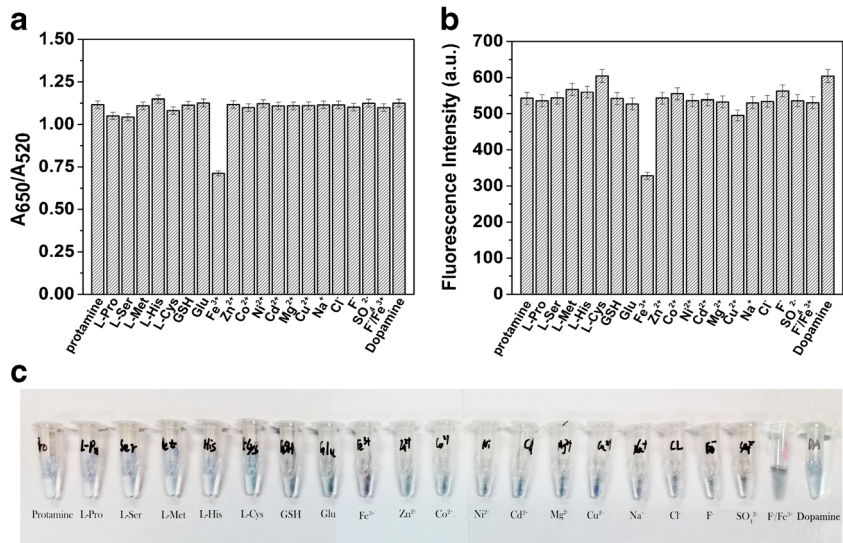 a
1.50
1.25
1.00
0.75
0.50
0.25
0.00
A650/A520
protamine
L-Pro
L-Ser
L-Met
L-His
L-Cys
GSH
Glu
Fe³⁺
Zn²⁺
Co²⁺
Ni²⁺
Cd²⁺
Mg²⁺
Cu²⁺
Na⁺
Cl⁻
F⁻
SO₄²⁻
F⁻/Fe³⁺
Dopamine
b
700
600
500
400
300
200
100
0
Fluorescence Intensity (a.u.)
protamine
L-Pro
L-Ser
L-Met
L-His
L-Cys
GSH
Glu
Fe³⁺
Zn²⁺
Co²⁺
Ni²⁺
Cd²⁺
Mg²⁺
Cu²⁺
Na⁺
Cl⁻
F⁻
SO₄²⁻
F⁻/Fe³⁺
Dopamine
c
L-Pro Ser Met His Cys GSH Glu Fe³⁺ Ni Cd Mg²⁺ Na⁺ CL DA
Protamine L-Pro L-Ser L-Met L-His L-Cys GSH Glu Fe³⁺ Zn²⁺ Co²⁺ Ni²⁺ Cd²⁺ Mg²⁺ Cu²⁺ Na⁺ Cl⁻ F⁻ SO₄²⁻ F⁻/Fe³⁺ Dopamine